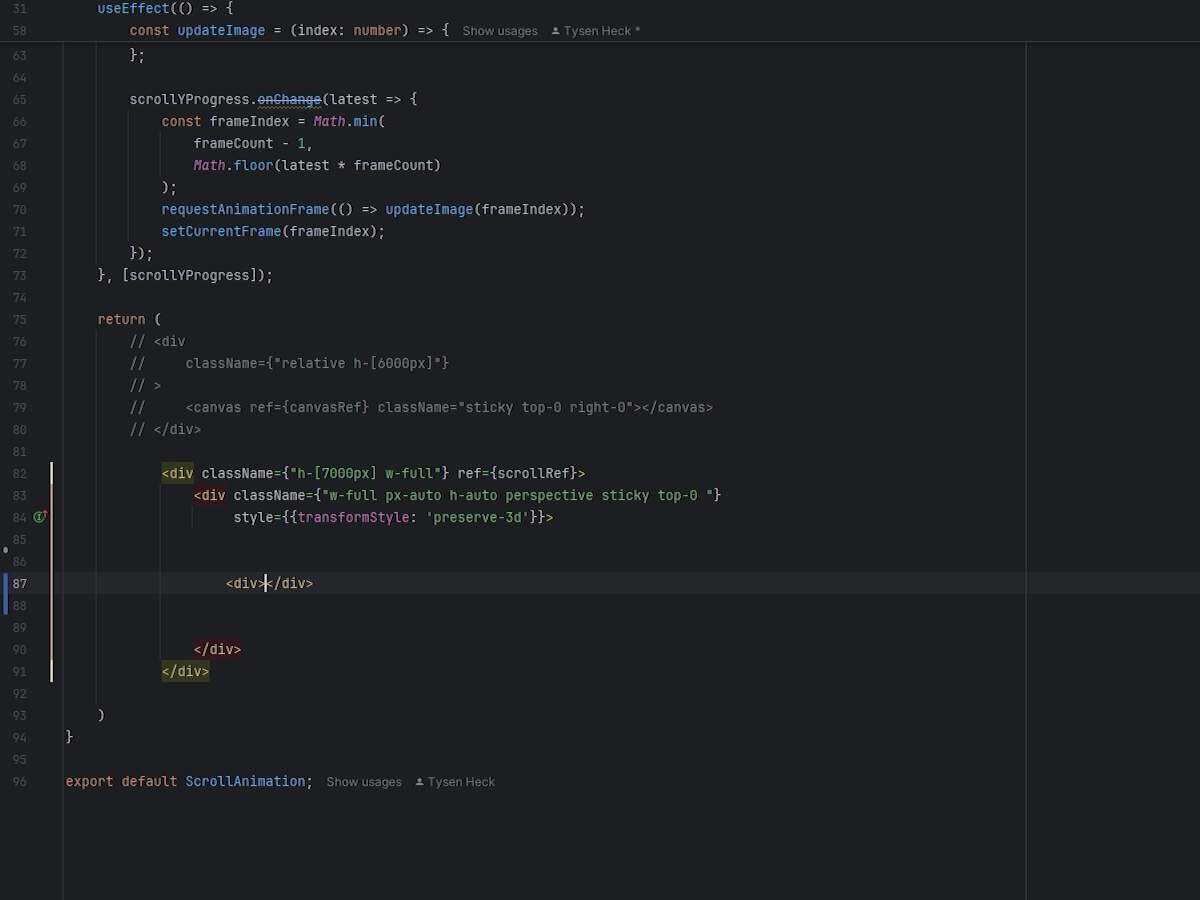 31 useEffect(() => {
58 const updateImage = (index: number) => { Show usages Tysen Heck *
63 };
64
65 scrollYProgress.onChange(latest => {
66 const frameIndex = Math.min(
67 frameCount - 1,
68 Math.floor(latest * frameCount)
69 );
70 requestAnimationFrame(() => updateImage(frameIndex));
71 setCurrentFrame(frameIndex);
72 });
73 }, [scrollYProgress]);
74
75 return (
76 // <div
77 // className={"relative h-[6000px]"}
78 // >
79 // <canvas ref={canvasRef} className="sticky top-0 right-0"></canvas>
80 // </div>
81
82 <div className={"h-[7000px] w-full"} ref={scrollRef}>
83 <div className={"w-full px-auto h-auto perspective sticky top-0 "}
84 style={{transformStyle: 'preserve-3d'}}>
85
86
87 <div></div>
88
89
90 </div>
91 </div>
92
93 )
94 }
95
96 export default ScrollAnimation; Show usages Tysen Heck